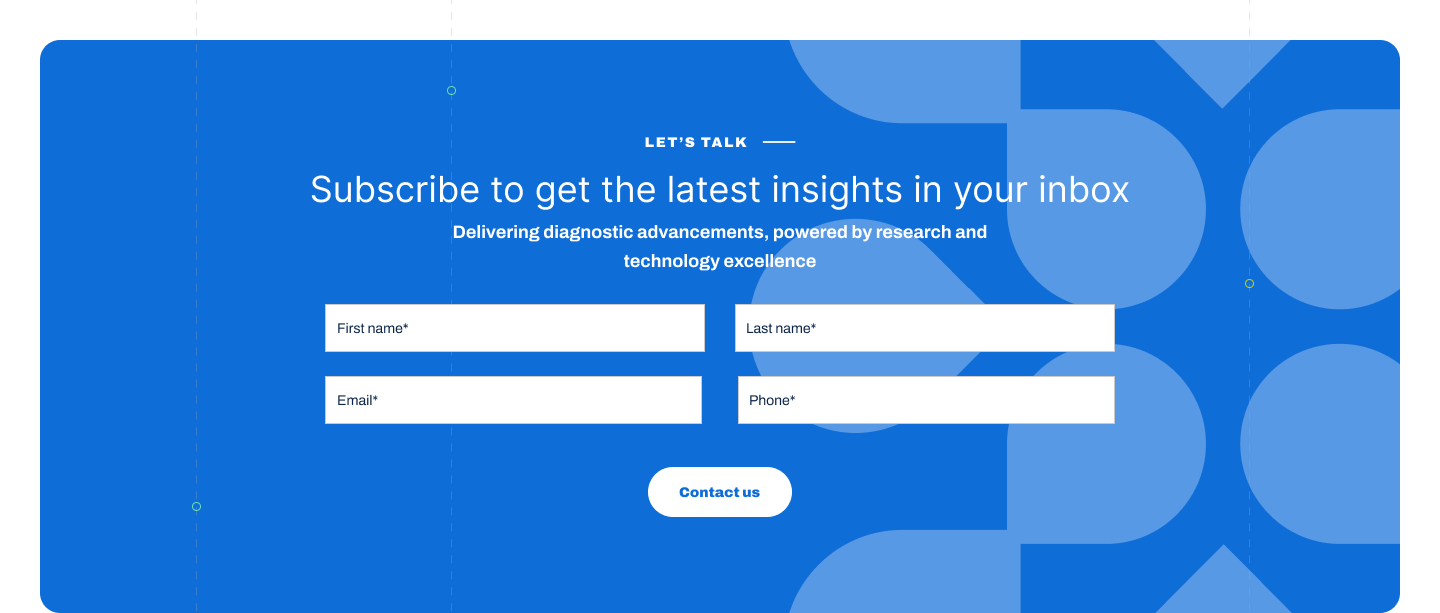 LET’S TALK
Subscribe to get the latest insights in your inbox
Delivering diagnostic advancements, powered by research and
technology excellence
First name*
Last name*
Email*
Phone*
Contact us